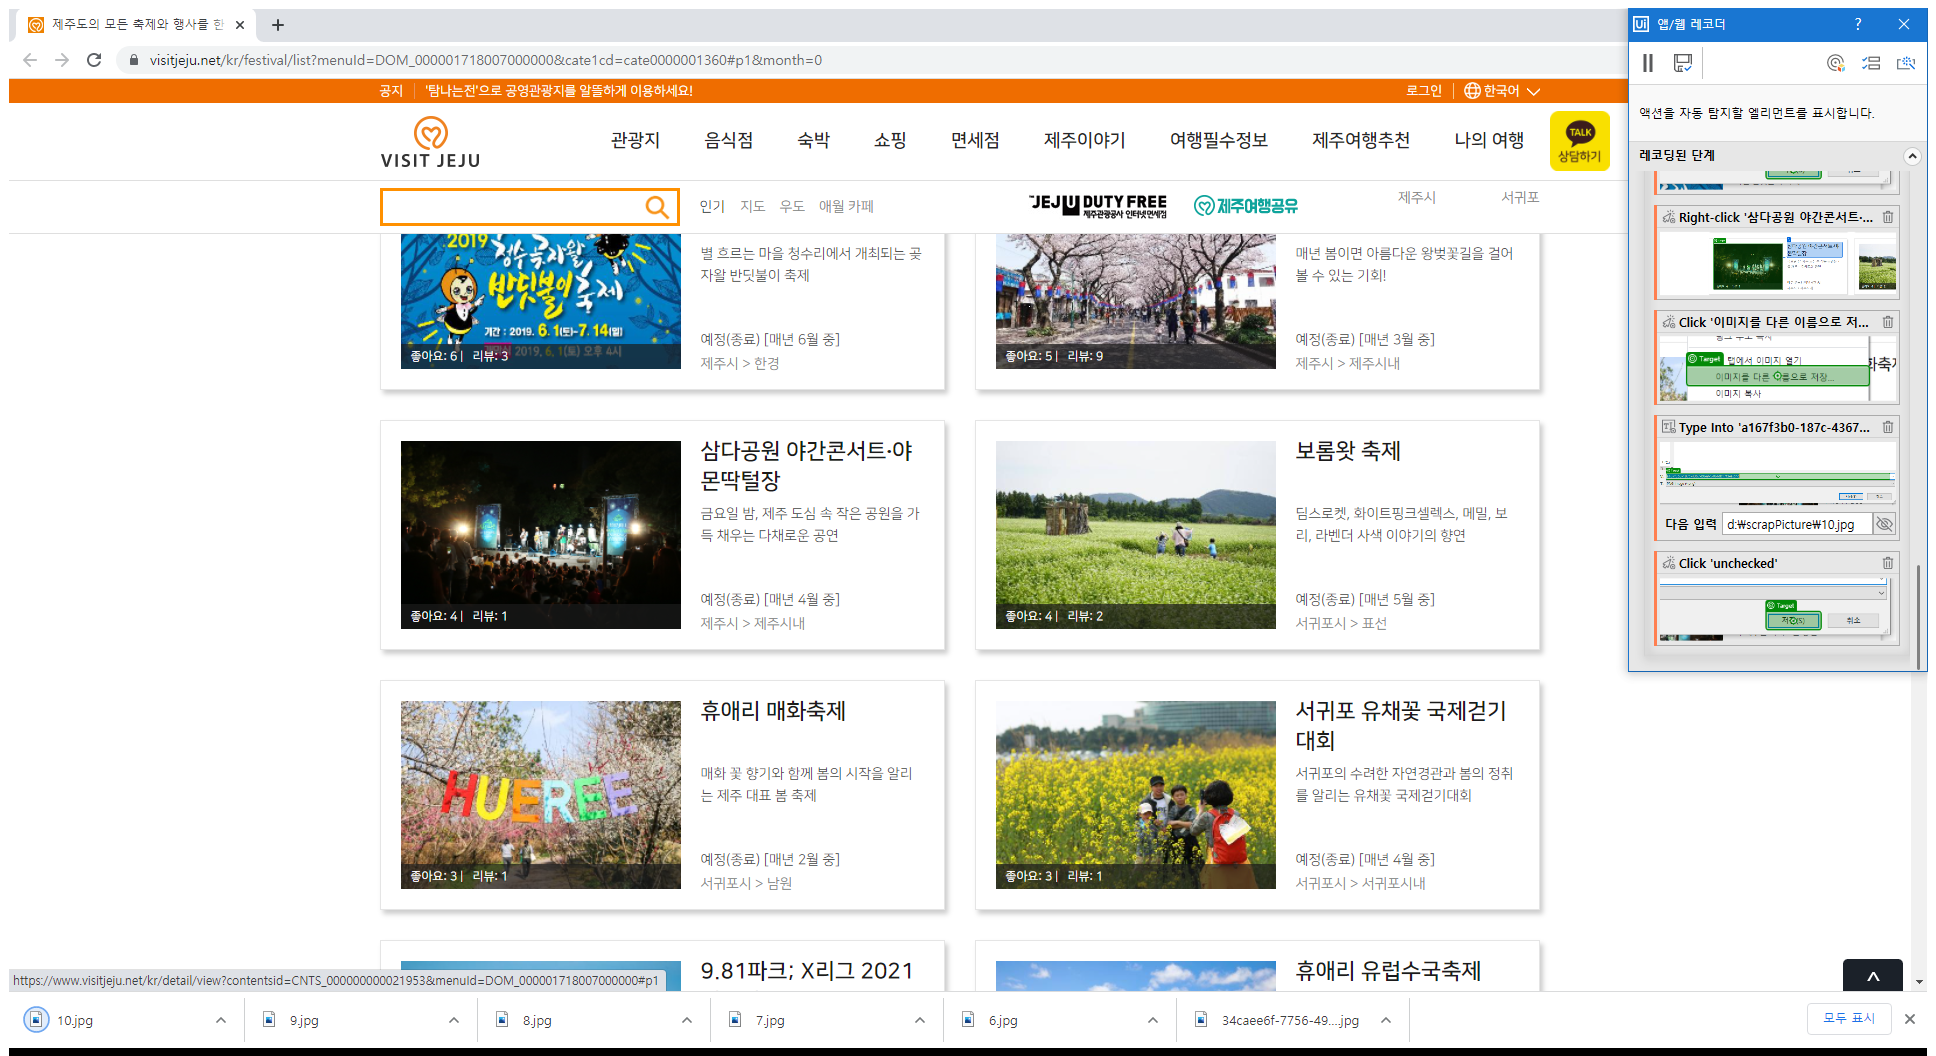 제주도의 모든 축제와 행사를 한
visitjeju.net/kr/festival/list?menuId=DOM_000001718007000000&cate1cd=cate0000001360#p1&month=0
공지 '탐나는전'으로 공영관광지를 알뜰하게 이용하세요!
로그인 한국어
VISIT JEJU
관광지 음식점 숙박 쇼핑 면세점 제주이야기 여행필수정보 제주여행추천 나의 여행
TALK
상담하기
인기 지도 우도 애월 카페
JEJU DUTY FREE
제주관광공사 인터넷면세점
제주여행공유
제주시 서귀포
2019
청수곶자왈
반딧불이축제
기간 : 2019. 6. 1(토)-7. 14(일)
좋아요: 6 | 리뷰: 3
별 흐르는 마을 청수리에서 개최되는 곶
자왈 반딧불이 축제
예정(종료) [매년 6월 중]
제주시 > 한경
좋아요: 5 | 리뷰: 9
매년 봄이면 아름다운 왕벚꽃길을 걸어
볼 수 있는 기회!
예정(종료) [매년 3월 중]
제주시 > 제주시내
좋아요: 4 | 리뷰: 1
삼다공원 야간콘서트·야
몬딱털장
금요일 밤, 제주 도심 속 작은 공원을 가
득 채우는 다채로운 공연
예정(종료) [매년 4월 중]
제주시 > 제주시내
좋아요: 4 | 리뷰: 2
보롬왓 축제
딤스로켓, 화이트핑크셀렉스, 메밀, 보
리, 라벤더 사색 이야기의 향연
예정(종료) [매년 5월 중]
서귀포시 > 표선
HUEREE
좋아요: 3 | 리뷰: 1
휴애리 매화축제
매화 꽃 향기와 함께 봄의 시작을 알리
는 제주 대표 봄 축제
예정(종료) [매년 2월 중]
서귀포시 > 남원
좋아요: 3 | 리뷰: 1
서귀포 유채꽃 국제걷기
대회
서귀포의 수려한 자연경관과 봄의 정취
를 알리는 유채꽃 국제걷기대회
예정(종료) [매년 4월 중]
서귀포시 > 서귀포시내
9.81파크; X리그 2021
휴애리 유럽수국축제
https://www.visitjeju.net/kr/detail/view?contentsid=CNTS_000000000021953&menuId=DOM_000001718007000000#p1
10.jpg 9.jpg 8.jpg 7.jpg 6.jpg 34caee6f-7756-49....jpg
모두 표시
Ui 앱/웹 레코더
액션을 자동 탐지할 엘리먼트를 표시합니다.
레코딩된 단계
Right-click '삼다공원 야간콘서트·...
Click '이미지를 다른 이름으로 저...
탭에서 이미지 열기
Target
이미지를 다른 이름으로 저장...
이미지 복사
Type Into 'a167f3b0-187c-4367...
다음 입력 d:₩scrapPicture₩10.jpg
Click 'unchecked'
Target
저장(S) 취소